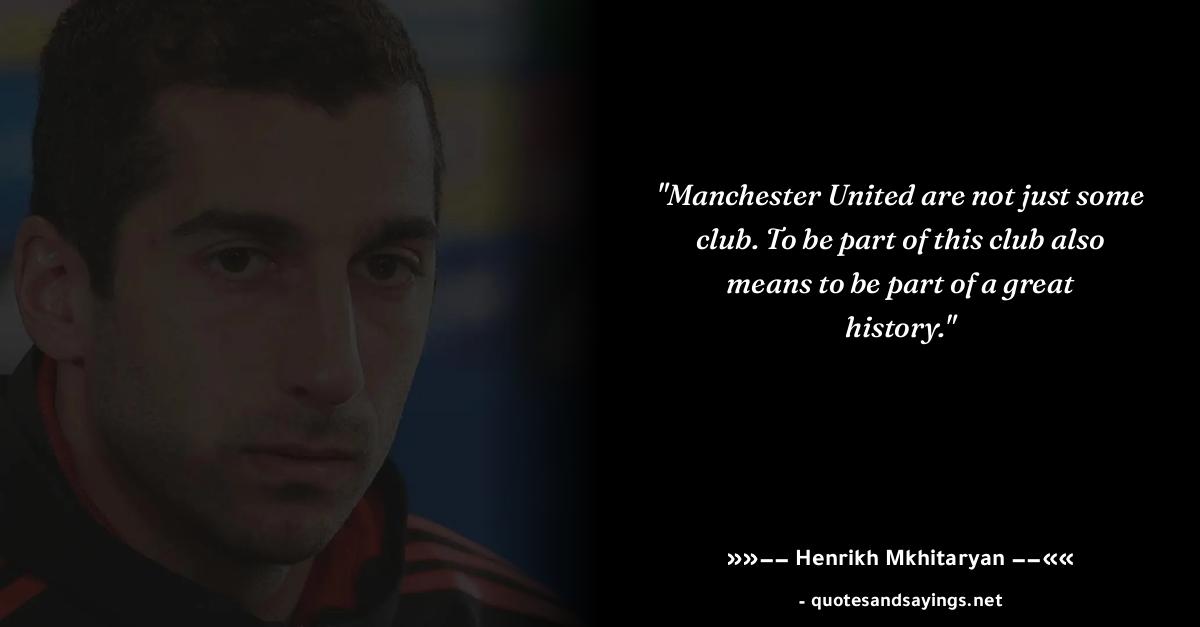 "Manchester United are not just some
club. To be part of this club also
means to be part of a great
history."
»»–– Henrikh Mkhitaryan ––««
- quotesandsayings.net